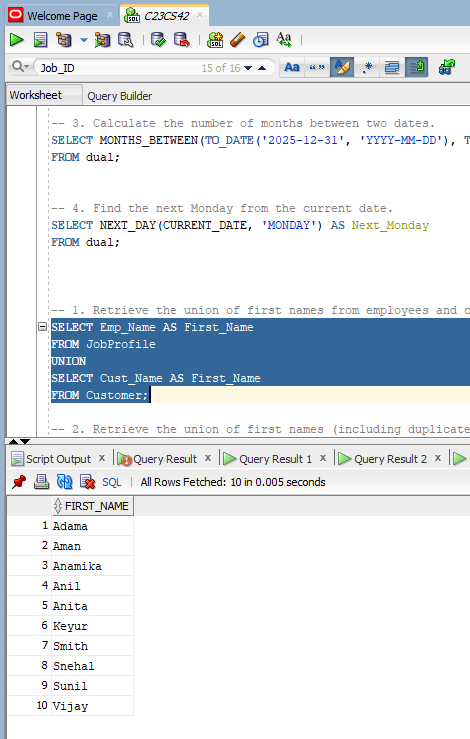 Welcome Page x C23CS42 x
Job_ID 15 of 16 Aa “” .*
Worksheet Query Builder
-- 3. Calculate the number of months between two dates.
SELECT MONTHS_BETWEEN(TO_DATE('2025-12-31', 'YYYY-MM-DD'), T
FROM dual;
-- 4. Find the next Monday from the current date.
SELECT NEXT_DAY(CURRENT_DATE, 'MONDAY') AS Next_Monday
FROM dual;
-- 1. Retrieve the union of first names from employees and c
SELECT Emp_Name AS First_Name
FROM JobProfile
UNION
SELECT Cust_Name AS First_Name
FROM Customer;
-- 2. Retrieve the union of first names (including duplicate
Script Output x Query Result x Query Result 1 x Query Result 2 x
SQL | All Rows Fetched: 10 in 0.005 seconds
FIRST_NAME
1 Adama
2 Aman
3 Anamika
4 Anil
5 Anita
6 Keyur
7 Smith
8 Snehal
9 Sunil
10 Vijay